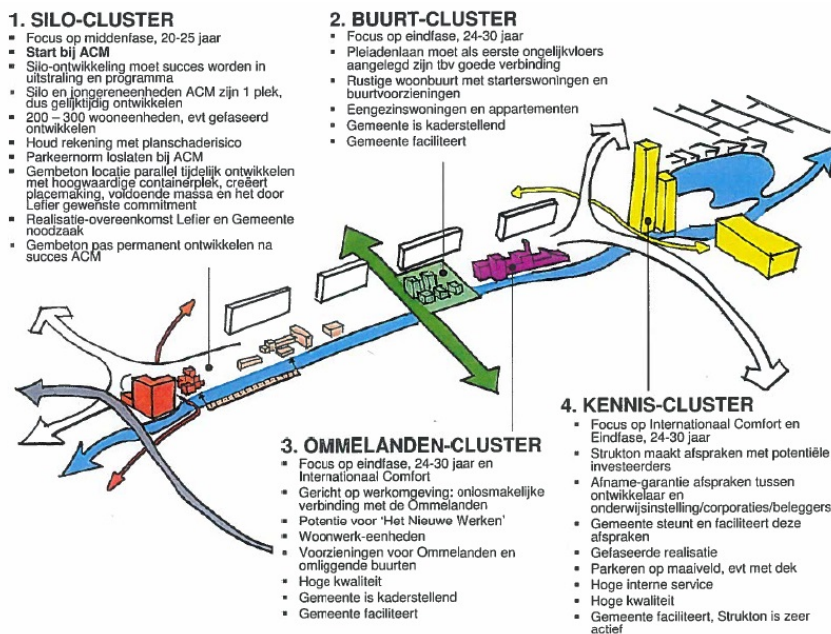 1. SILO-CLUSTER
▪ Focus op middenfase, 20-25 jaar
▪ Start bij ACM
▪ Silo-ontwikkeling moet succes worden in
uitstraling en programma
▪ Silo en jongereneenheden ACM zijn 1 plek,
dus gelijktijdig ontwikkelen
▪ 200 – 300 wooneenheden, evt gefaseerd
ontwikkelen
▪ Houd rekening met planschaderisico
▪ Parkeernorm loslaten bij ACM
▪ Gembeton locatie parallel tijdelijk ontwikkelen
met hoogwaardige containerplek, creëert
placemaking, voldoende massa en het door
Lefier gewenste commitment
▪ Realisatie-overeenkomst Lefier en Gemeente
noodzaak
▪ Gembeton pas permanent ontwikkelen na
succes ACM
2. BUURT-CLUSTER
▪ Focus op eindfase, 24-30 jaar
▪ Pleiadenlaan moet als eerste ongelijkvloers
aangelegd zijn tbv goede verbinding
▪ Rustige woonbuurt met starterswoningen en
buurtvoorzieningen
▪ Eengezinswoningen en appartementen
▪ Gemeente is kaderstellend
▪ Gemeente faciliteert
3. OMMELANDEN-CLUSTER
▪ Focus op eindfase, 24-30 jaar en
Internationaal Comfort
▪ Gericht op werkomgeving: onlosmakelijke
verbinding met de Ommelanden
▪ Potentie voor 'Het Nieuwe Werken'
▪ Woonwerk-eenheden
▪ Voorzieningen voor Ommelanden en
omliggende buurten
▪ Hoge kwaliteit
▪ Gemeente is kaderstellend
▪ Gemeente faciliteert
4. KENNIS-CLUSTER
▪ Focus op Internationaal Comfort en
Eindfase, 24-30 jaar
▪ Strukton maakt afspraken met potentiële
investeerders
▪ Afname-garantie afspraken tussen
ontwikkelaar en
onderwijsinstelling/corporaties/beleggers
▪ Gemeente steunt en faciliteert deze
afspraken
▪ Gefaseerde realisatie
▪ Parkeren op maaiveld, evt met dek
▪ Hoge interne service
▪ Hoge kwaliteit
▪ Gemeente faciliteert, Strukton is zeer
actief